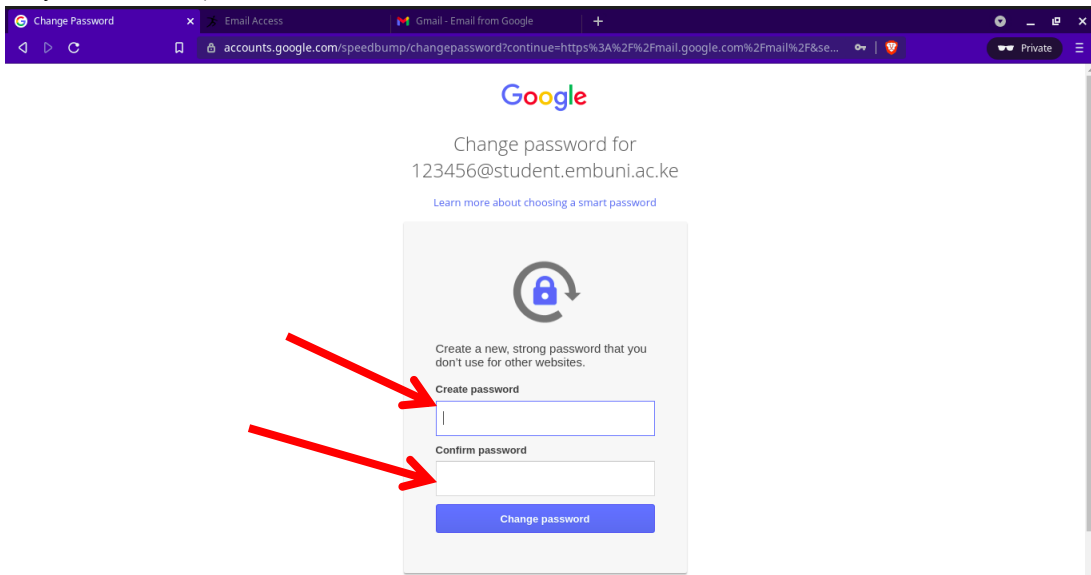 Change Password
Email Access
Gmail - Email from Google
accounts.google.com/speedbump/changepassword?continue=https%3A%2F%2Fmail.google.com%2Fmail%2F&se...
Private
Google
Change password for
123456@student.embuni.ac.ke
Learn more about choosing a smart password
Create a new, strong password that you
don't use for other websites.
Create password
Confirm password
Change password